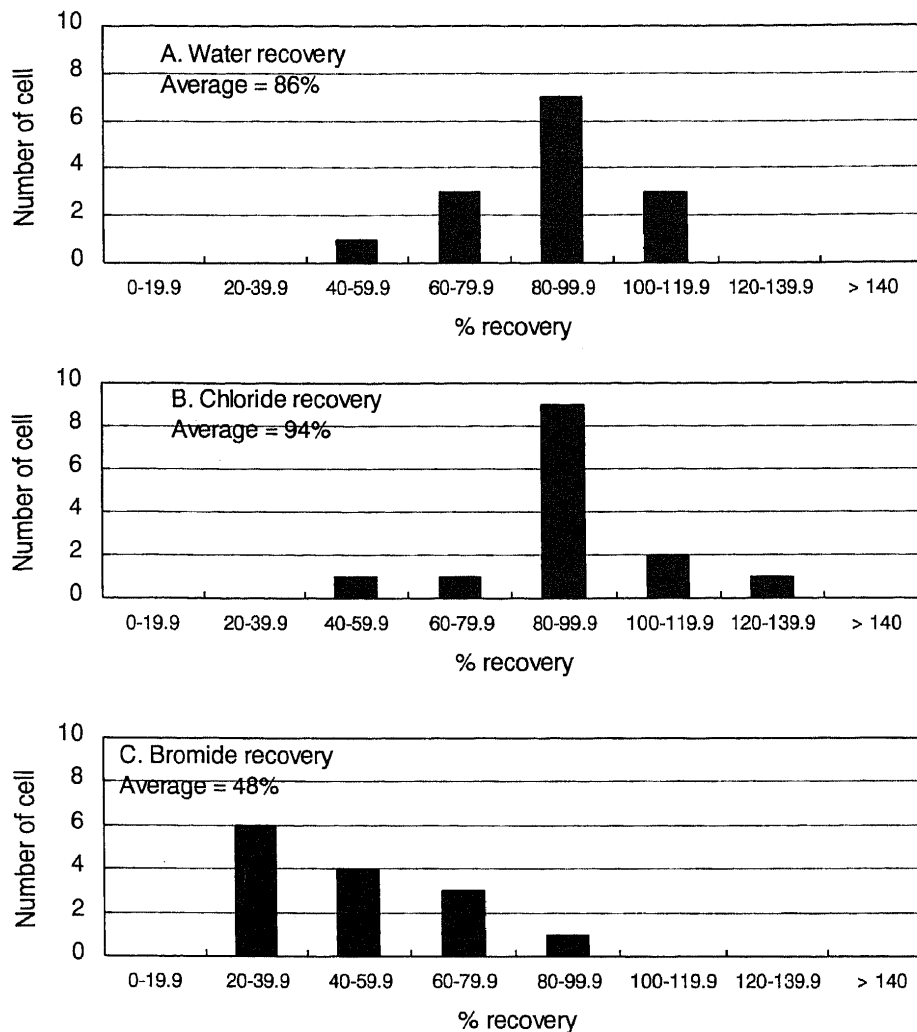 10
8
6
4
2
0
Number of cell
A. Water recovery
Average = 86%
0-19.9 20-39.9 40-59.9 60-79.9 80-99.9 100-119.9 120-139.9 > 140
% recovery
10
8
6
4
2
0
Number of cell
B. Chloride recovery
Average = 94%
0-19.9 20-39.9 40-59.9 60-79.9 80-99.9 100-119.9 120-139.9 > 140
% recovery
10
8
6
4
2
0
Number of cell
C. Bromide recovery
Average = 48%
0-19.9 20-39.9 40-59.9 60-79.9 80-99.9 100-119.9 120-139.9 > 140
% recovery